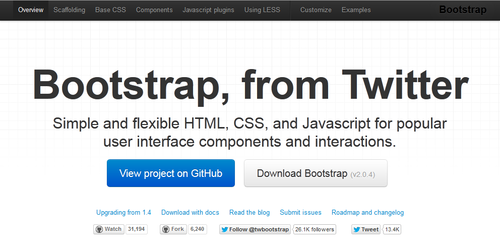 Overview Scaffolding Base CSS Components Javascript plugins Using LESS Customize Examples Bootstrap
Bootstrap, from Twitter
Simple and flexible HTML, CSS, and Javascript for popular
user interface components and interactions.
View project on GitHub Download Bootstrap (v2.0.4)
Upgrading from 1.4 Download with docs Read the blog Submit issues Roadmap and changelog
Watch 31,194 Fork 6,240 Follow @twbootstrap 26.1K followers Tweet 13.4K